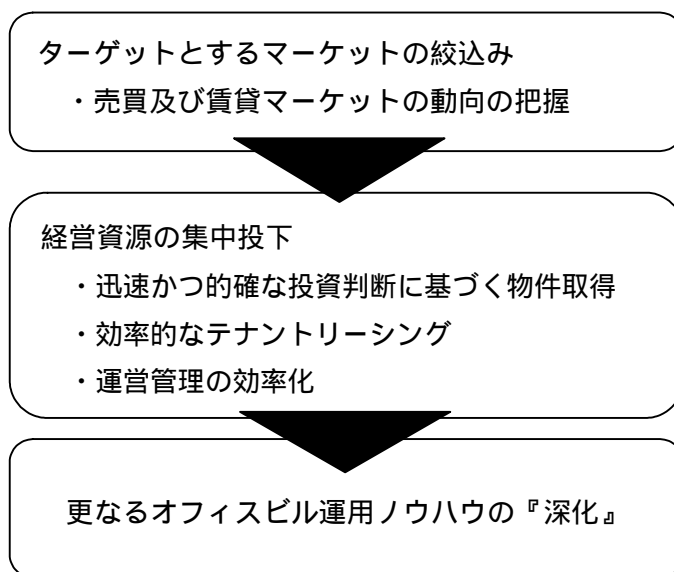 ターゲットとするマーケットの絞込み
・売買及び賃貸マーケットの動向の把握
経営資源の集中投下
・迅速かつ的確な投資判断に基づく物件取得
・効率的なテナントリーシング
・運営管理の効率化
更なるオフィスビル運用ノウハウの『深化』